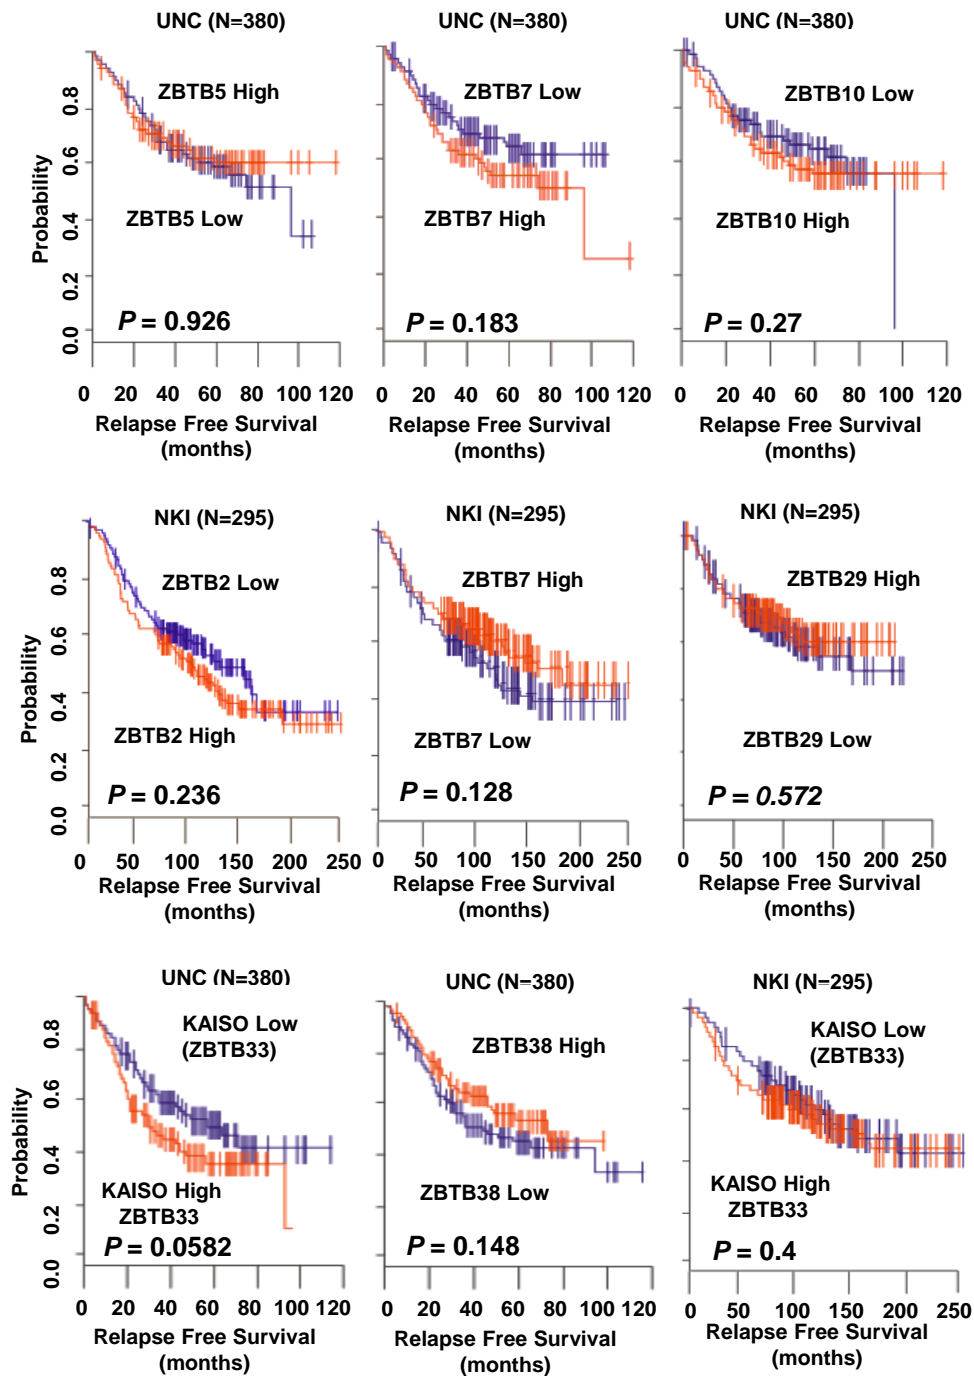 UNC (N=380)
UNC (N=380)
UNC (N=380)
ZBTB5 High
ZBTB7 Low
ZBTB10 Low
ZBTB5 Low
ZBTB7 High
ZBTB10 High
Probability
0.8
0.6
0.4
0.2
0.0
P = 0.926
P = 0.183
P = 0.27
0 20 40 60 80 100 120
0 20 40 60 80 100 120
0 20 40 60 80 100 120
Relapse Free Survival
(months)
Relapse Free Survival
(months)
Relapse Free Survival
(months)
NKI (N=295)
NKI (N=295)
NKI (N=295)
ZBTB2 Low
ZBTB7 High
ZBTB29 High
ZBTB2 High
ZBTB7 Low
ZBTB29 Low
Probability
0.8
0.6
0.4
0.2
0.0
P = 0.236
P = 0.128
P = 0.572
0 50 100 150 200 250
0 50 100 150 200 250
0 50 100 150 200 250
Relapse Free Survival
(months)
Relapse Free Survival
(months)
Relapse Free Survival
(months)
UNC (N=380)
UNC (N=380)
NKI (N=295)
KAISO Low
(ZBTB33)
ZBTB38 High
KAISO Low
(ZBTB33)
KAISO High
ZBTB33
ZBTB38 Low
KAISO High
ZBTB33
Probability
0.8
0.6
0.4
0.2
0.0
P = 0.0582
P = 0.148
P = 0.4
0 20 40 60 80 100 120
0 20 40 60 80 100 120
0 50 100 150 200 250
Relapse Free Survival
(months)
Relapse Free Survival
(months)
Relapse Free Survival
(months)